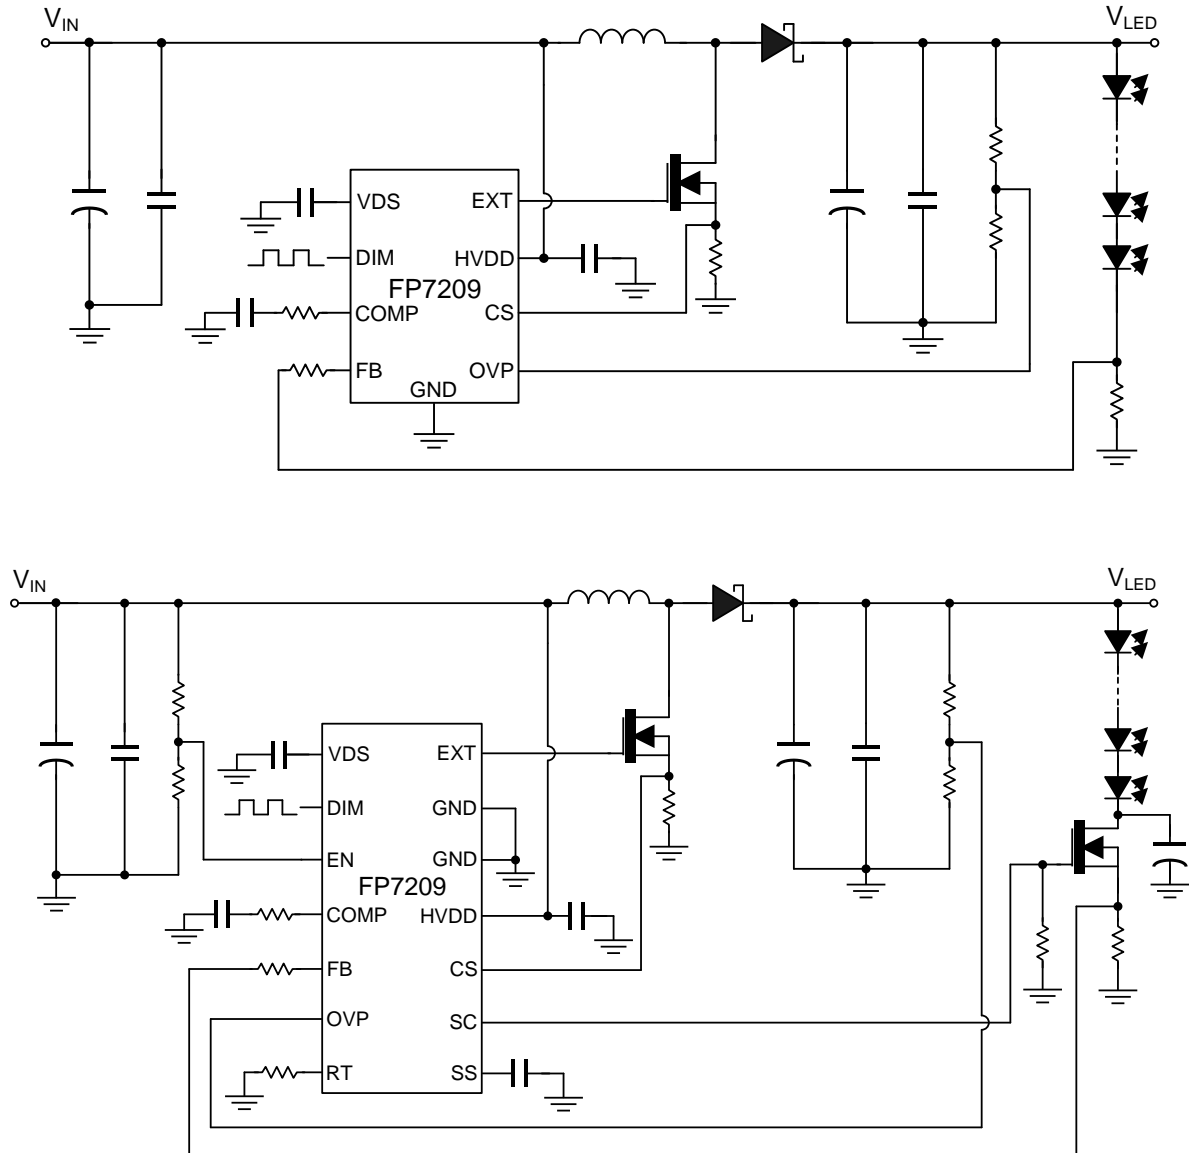 VIN
VLED
VDS
EXT
DIM
HVDD
FP7209
COMP
CS
FB
OVP
GND
VIN
VLED
VDS
EXT
DIM
GND
EN
GND
FP7209
COMP
HVDD
FB
CS
OVP
SC
RT
SS